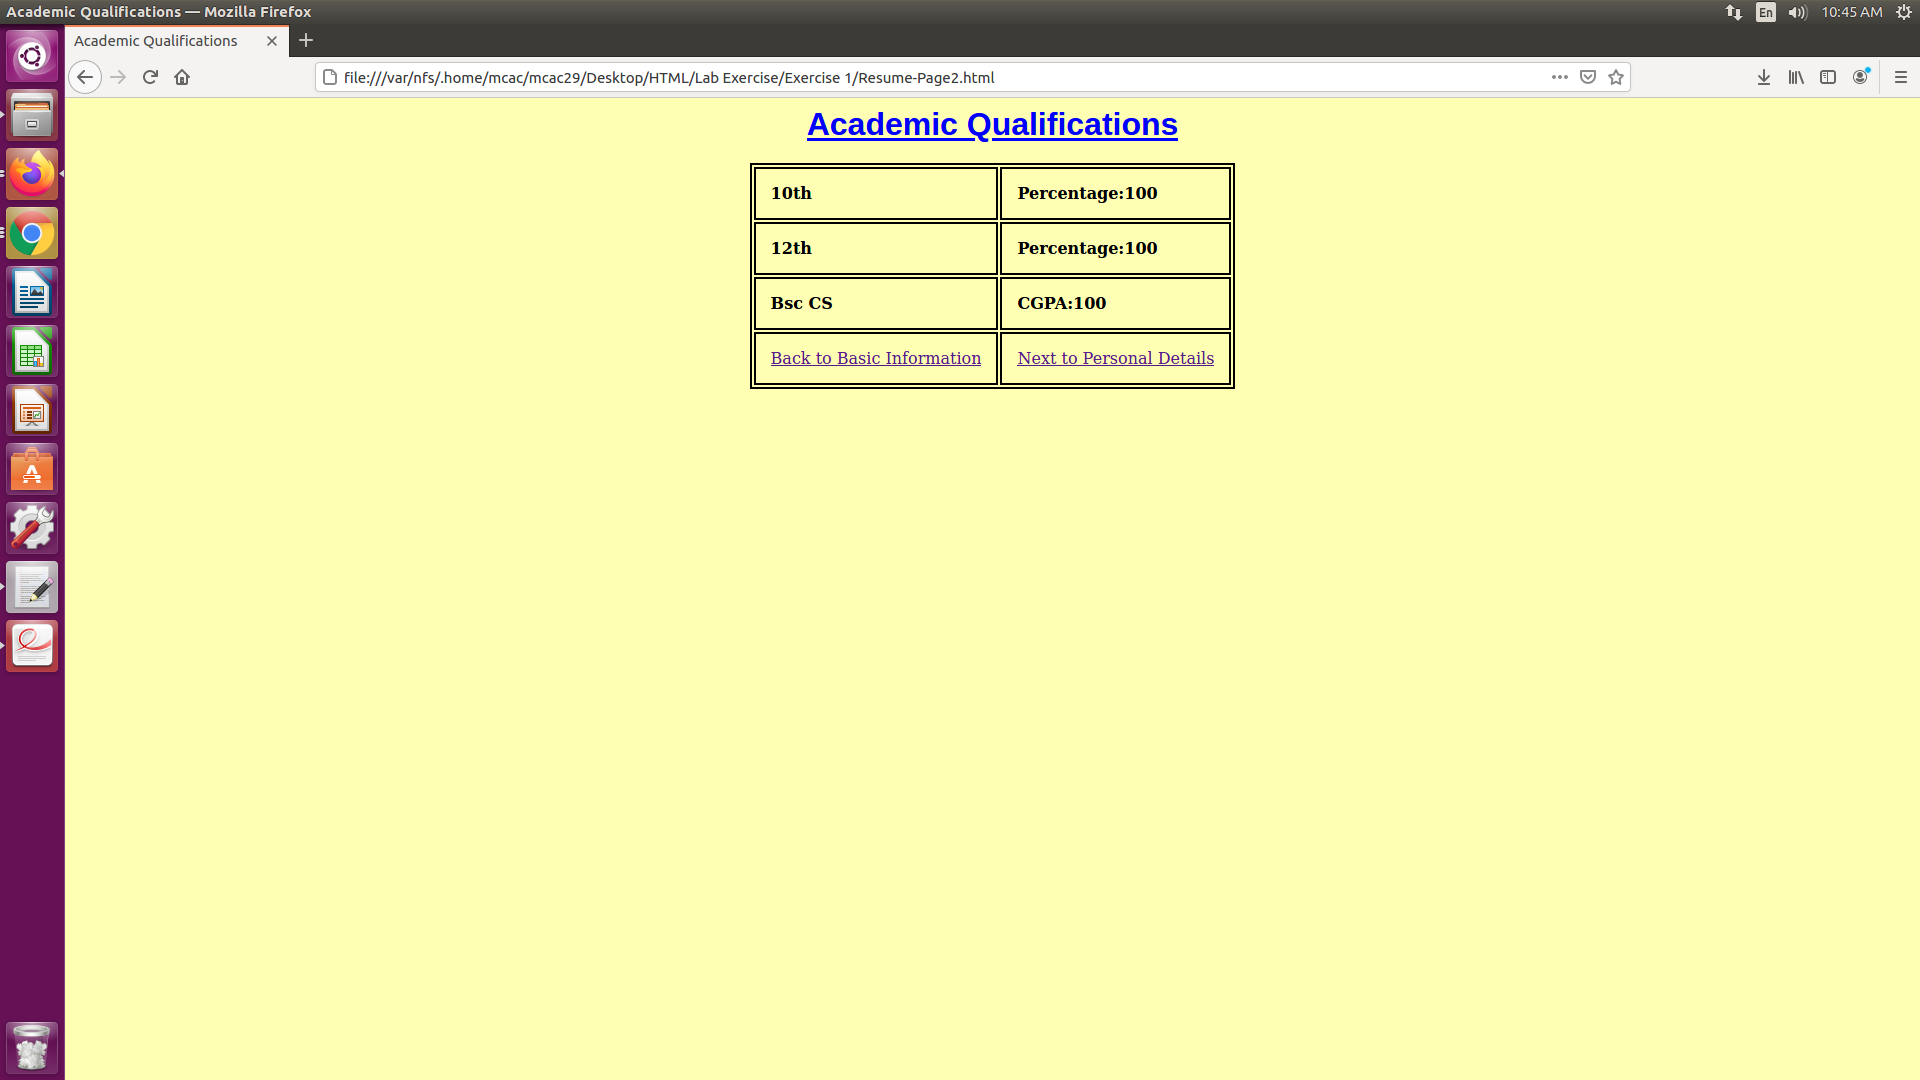 Academic Qualifications — Mozilla Firefox
En
10:45 AM
Academic Qualifications
file:///var/nfs/.home/mcac/mcac29/Desktop/HTML/Lab Exercise/Exercise 1/Resume-Page2.html
Academic Qualifications
10th Percentage:100
12th Percentage:100
Bsc CS CGPA:100
Back to Basic Information Next to Personal Details